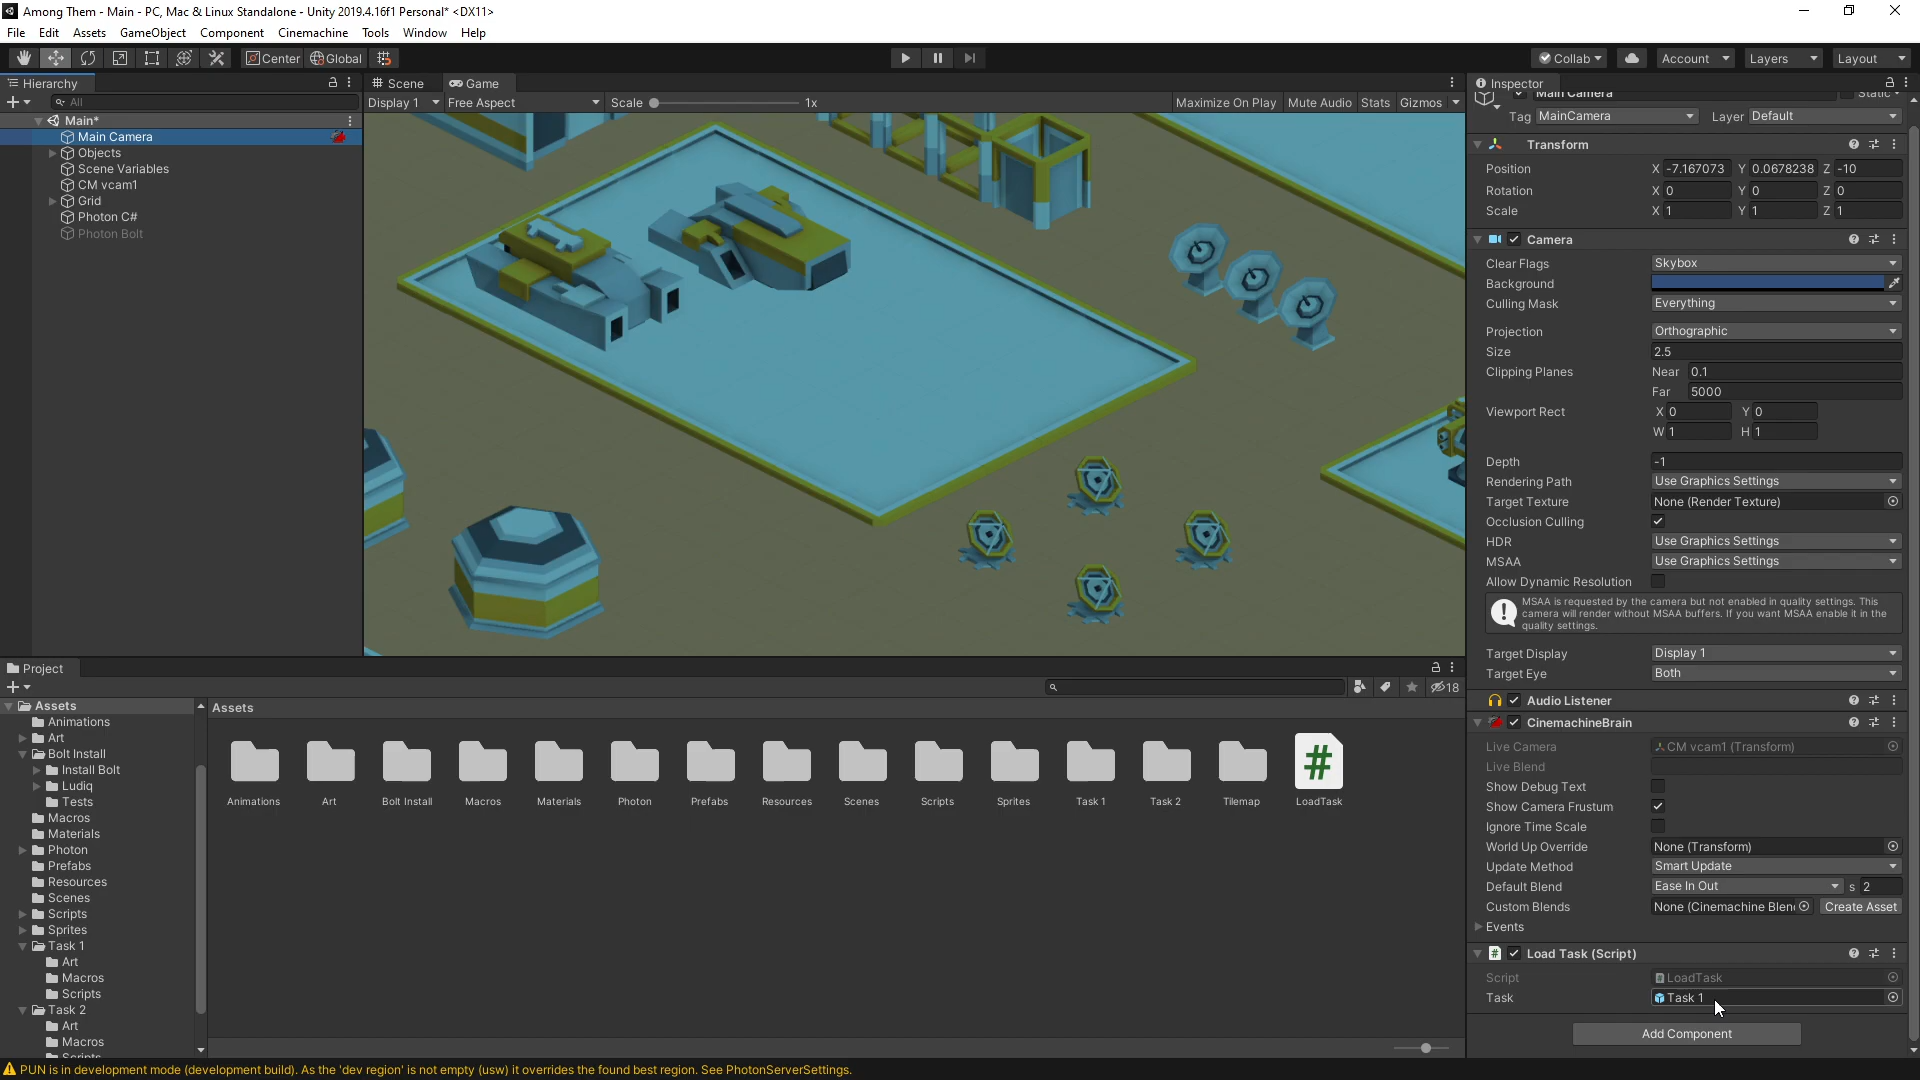 Among Them - Main - PC, Mac & Linux Standalone - Unity 2019.4.16f1 Personal* <DX11>
File Edit Assets GameObject Component Cinemachine Tools Window Help
Center Global Collab Account Layers Layout
Hierarchy
All
Main*
Main Camera
Objects
Scene Variables
CM vcam1
Grid
Photon C#
Photon Bolt
Scene Game
Display 1 Free Aspect Scale 1x Maximize On Play Mute Audio Stats Gizmos
Inspector
Main Camera Static
Tag MainCamera Layer Default
Transform
Position X -7.167073 Y 0.0678238 Z -10
Rotation X 0 Y 0 Z 0
Scale X 1 Y 1 Z 1
Camera
Clear Flags Skybox
Background
Culling Mask Everything
Projection Orthographic
Size 2.5
Clipping Planes Near 0.1
Far 5000
Viewport Rect X 0 Y 0
W 1 H 1
Depth -1
Rendering Path Use Graphics Settings
Target Texture None (Render Texture)
Occlusion Culling
HDR Use Graphics Settings
MSAA Use Graphics Settings
Allow Dynamic Resolution
MSAA is requested by the camera but not enabled in quality settings. This
camera will render without MSAA buffers. If you want MSAA enable it in the
quality settings.
Target Display Display 1
Target Eye Both
Audio Listener
CinemachineBrain
Live Camera CM vcam1 (Transform)
Live Blend
Show Debug Text
Show Camera Frustum
Ignore Time Scale
World Up Override None (Transform)
Update Method Smart Update
Default Blend Ease In Out s 2
Custom Blends None (Cinemachine Blen Create Asset
Events
Load Task (Script)
Script LoadTask
Task Task 1
Add Component
Project
18
Assets
Animations
Art
Bolt Install
Install Bolt
Ludiq
Tests
Macros
Materials
Photon
Prefabs
Resources
Scenes
Scripts
Sprites
Task 1
Art
Macros
Scripts
Task 2
Art
Macros
Scripts
Assets
Animations Art Bolt Install Macros Materials Photon Prefabs Resources Scenes Scripts Sprites Task 1 Task 2 Tilemap LoadTask
PUN is in development mode (development build). As the 'dev region' is not empty (usw) it overrides the found best region. See PhotonServerSettings.